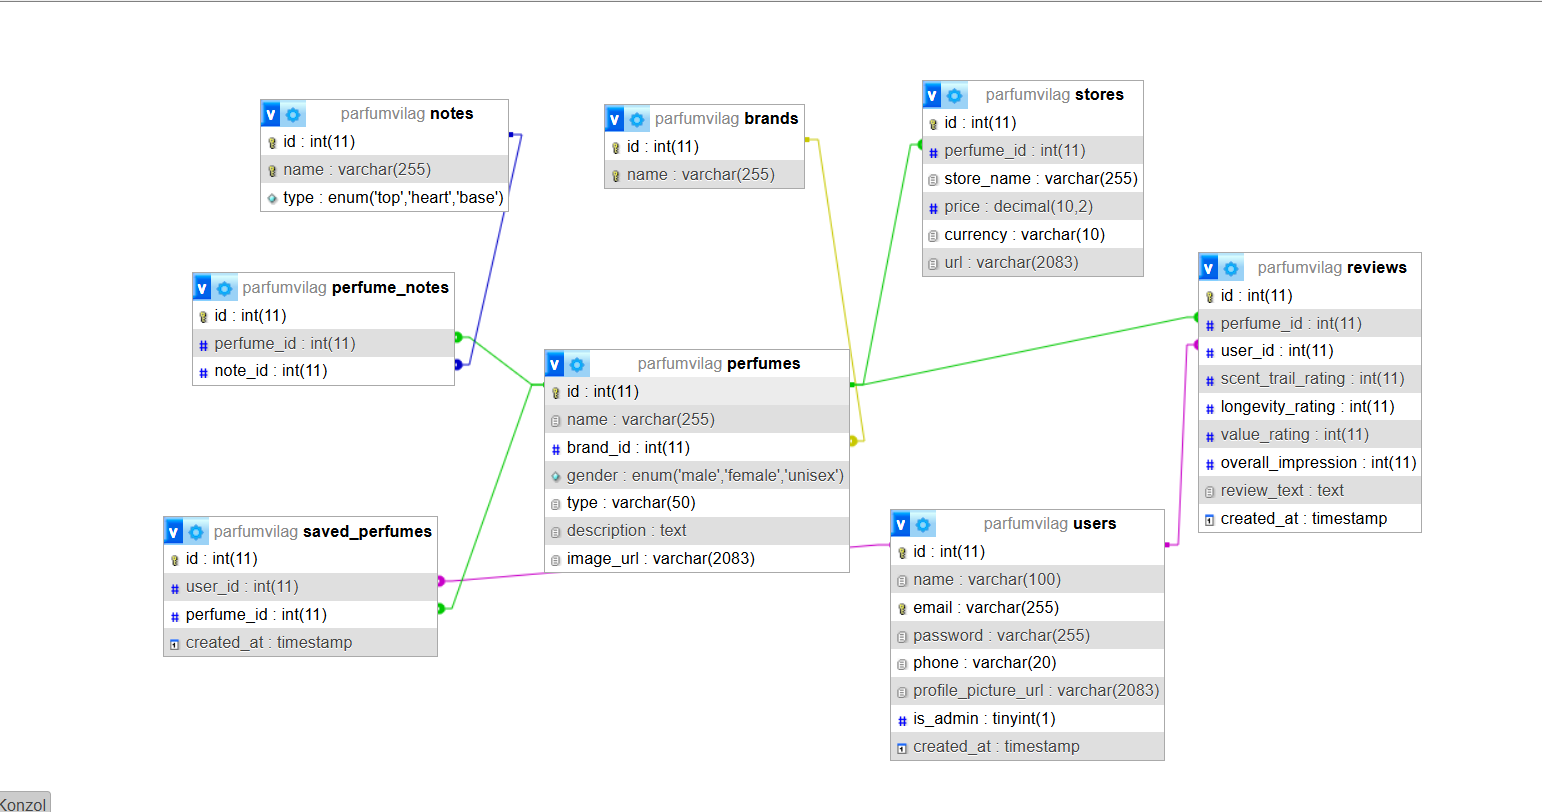 parfumvilag notes
id : int(11)
name : varchar(255)
type : enum('top','heart','base')
parfumvilag brands
id : int(11)
name : varchar(255)
parfumvilag stores
id : int(11)
perfume_id : int(11)
store_name : varchar(255)
price : decimal(10,2)
currency : varchar(10)
url : varchar(2083)
parfumvilag reviews
id : int(11)
perfume_id : int(11)
user_id : int(11)
scent_trail_rating : int(11)
longevity_rating : int(11)
value_rating : int(11)
overall_impression : int(11)
review_text : text
created_at : timestamp
parfumvilag perfume_notes
id : int(11)
perfume_id : int(11)
note_id : int(11)
parfumvilag perfumes
id : int(11)
name : varchar(255)
brand_id : int(11)
gender : enum('male','female','unisex')
type : varchar(50)
description : text
image_url : varchar(2083)
parfumvilag saved_perfumes
id : int(11)
user_id : int(11)
perfume_id : int(11)
created_at : timestamp
parfumvilag users
id : int(11)
name : varchar(100)
email : varchar(255)
password : varchar(255)
phone : varchar(20)
profile_picture_url : varchar(2083)
is_admin : tinyint(1)
created_at : timestamp
Konzol